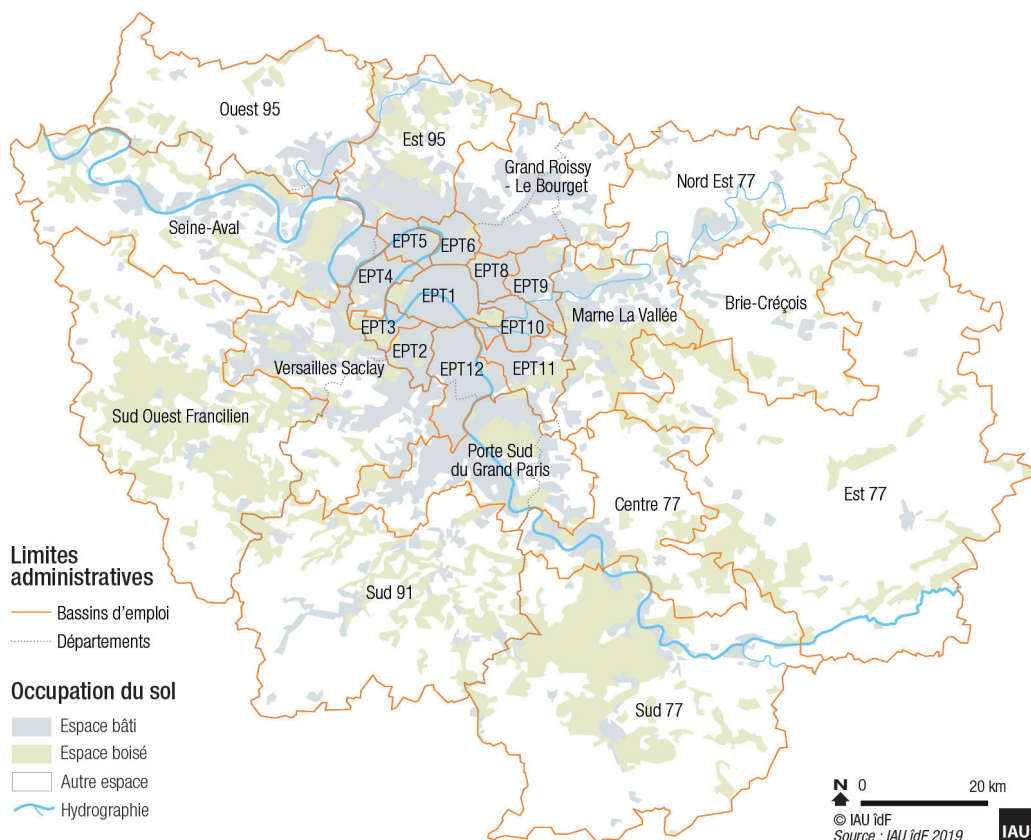 Ouest 95
Est 95
Grand Roissy
- Le Bourget
Nord Est 77
Seine-Aval
EPT5
EPT6
EPT4
EPT8
EPT9
EPT1
Brie-Créçois
Marne La Vallée
EPT3
EPT10
EPT2
Versailles Saclay
EPT12
EPT11
Sud Ouest Francilien
Porte Sud
du Grand Paris
Est 77
Centre 77
Sud 91
Sud 77
Limites
administratives
Bassins d’emploi
Départements
Occupation du sol
Espace bâti
Espace boisé
Autre espace
Hydrographie
N 0 20 km
© IAU îdF
Source : IAU îdF 2019
IAU